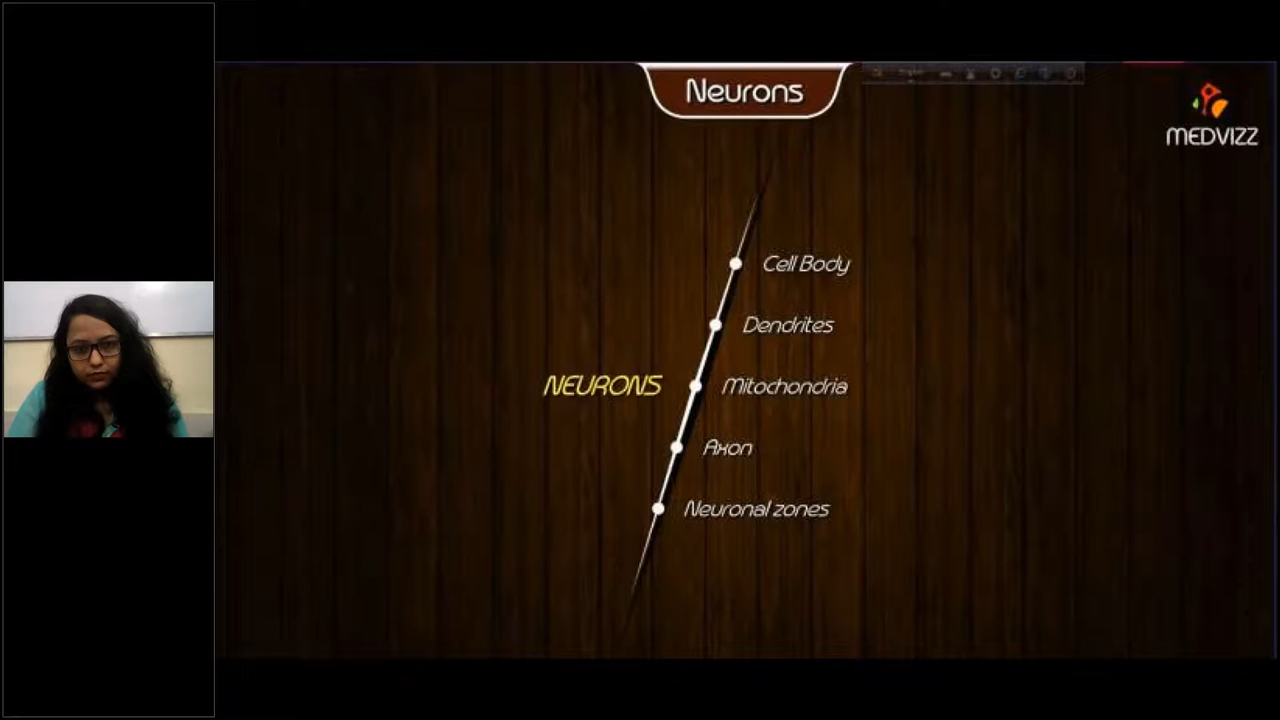 Neurons
MEDVIZZ
Cell Body
Dendrites
NEURONS
Mitochondria
Axon
Neuronal zones